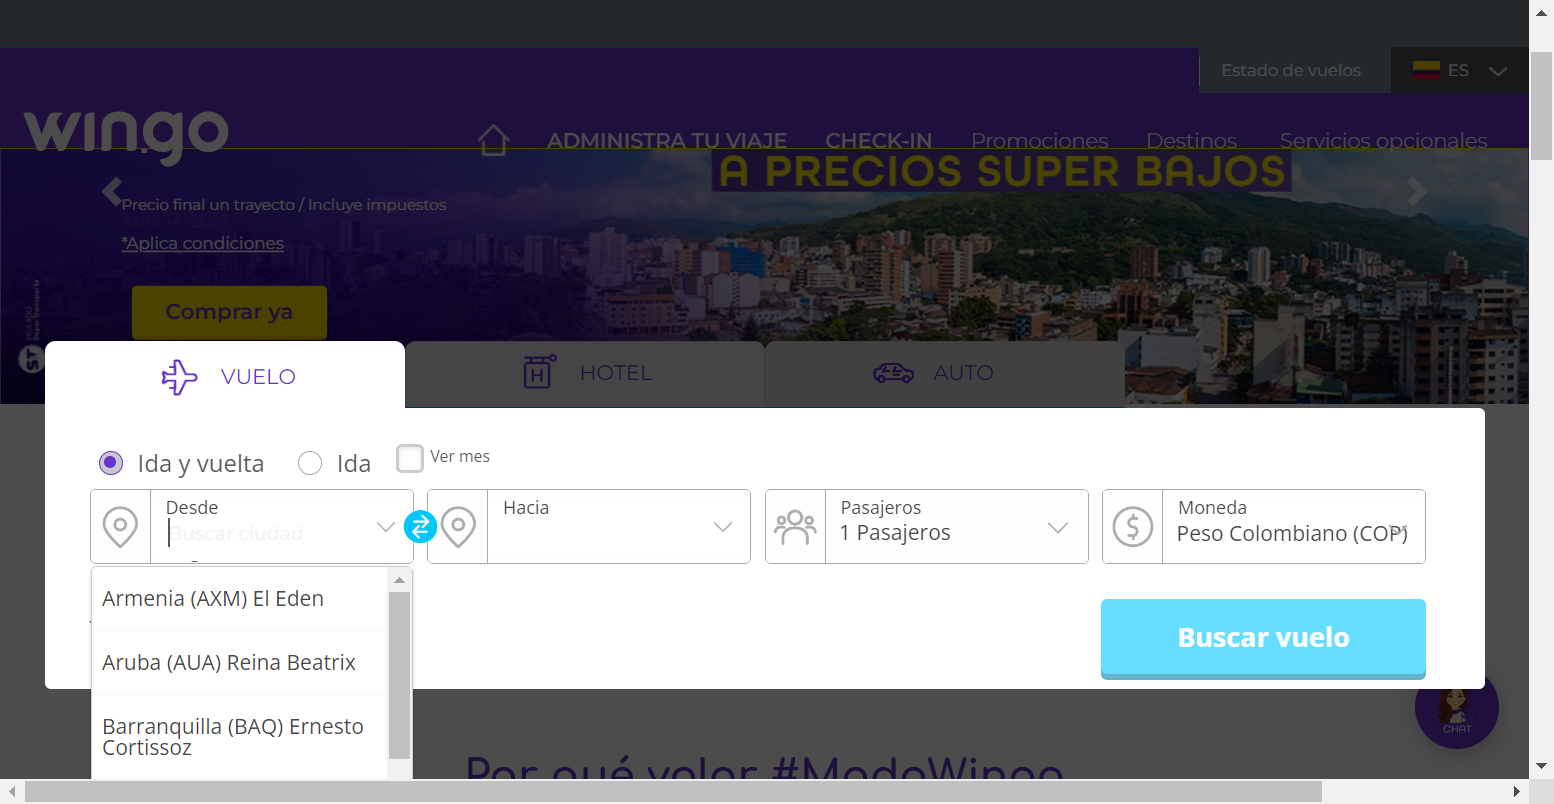 Estado de vuelos
ES
wingo
ADMINISTRA TU VIAJE
CHECK-IN
Promociones
Destinos
Servicios opcionales
A PRECIOS SUPER BAJOS
Precio final un trayecto / Incluye impuestos
*Aplica condiciones
Comprar ya
VIGILADO
SuperTransporte
VUELO
HOTEL
AUTO
Ida y vuelta
Ida
Ver mes
Desde
Buscar ciudad
Hacia
Pasajeros
1 Pasajeros
Moneda
Peso Colombiano (COP)
Armenia (AXM) El Eden
Aruba (AUA) Reina Beatrix
Barranquilla (BAQ) Ernesto
Cortissoz
Buscar vuelo
CHAT
Por qué volar #ModoWingo